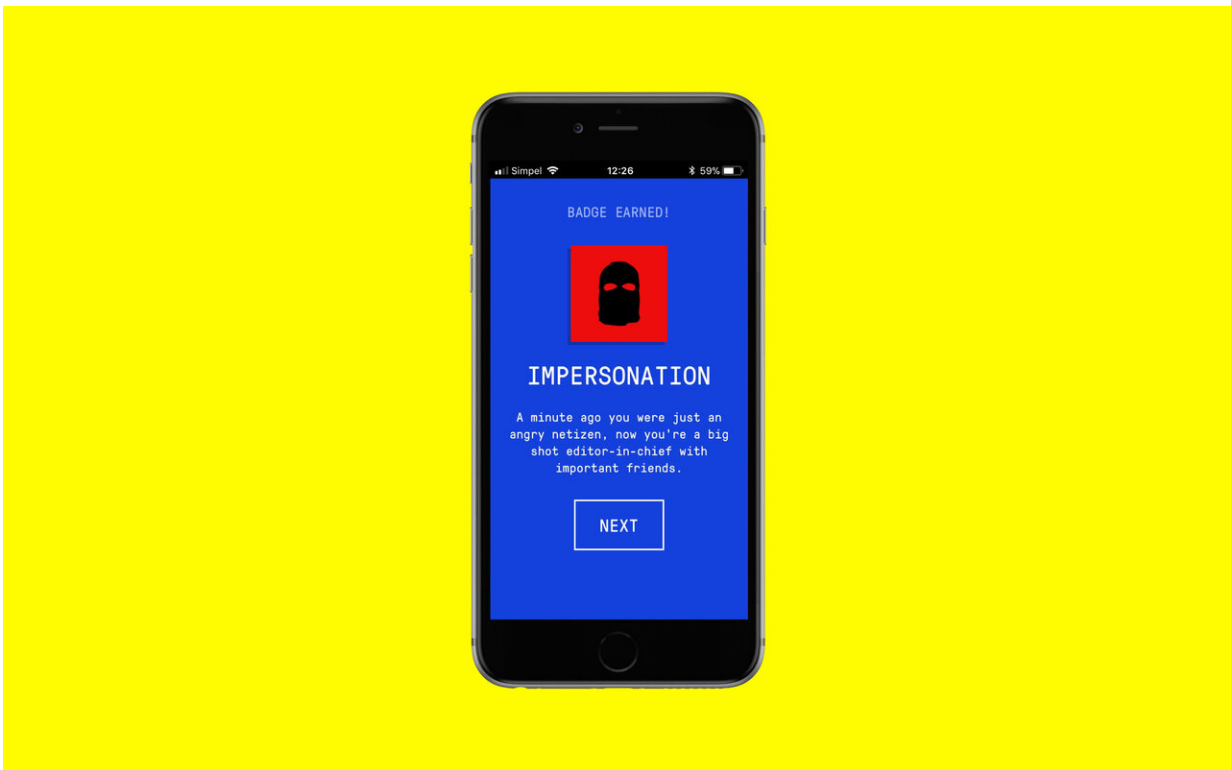 Simpel 12:26 59%
BADGE EARNED!
IMPERSONATION
A minute ago you were just an
angry netizen, now you're a big
shot editor-in-chief with
important friends.
NEXT